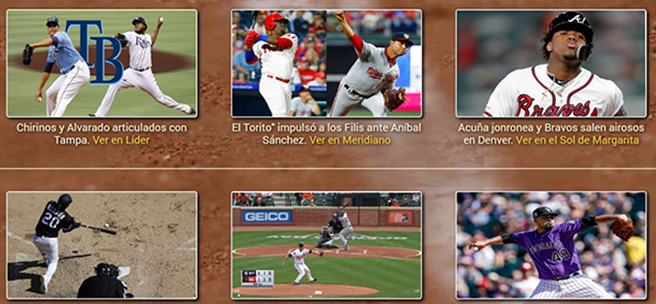 TB
Braves
Chirinos y Alvarado articulados con
Tampa. Ver en Líder
El Torito" impulsó a los Filis ante Aníbal
Sánchez. Ver en Meridiano
Acuña jonronea y Bravos salen airosos
en Denver. Ver en el Sol de Margarita
20
GEICO
49